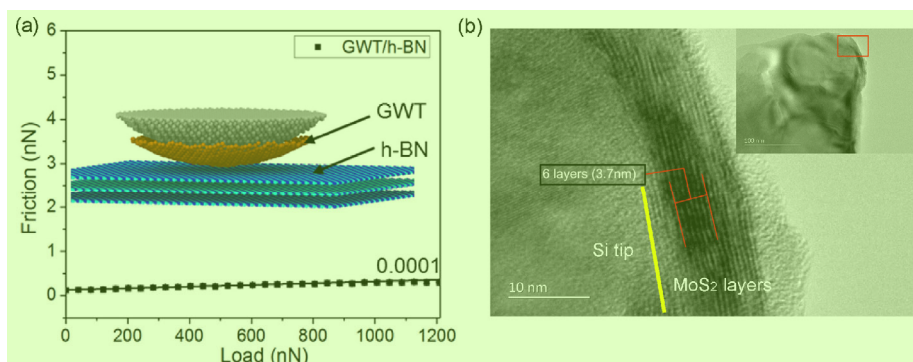 (a)
6
5
4
3
2
1
0
Friction (nN)
GWT/h-BN
GWT
h-BN
0.0001
0 200 400 600 800 1000 1200
Load (nN)
(b)
100 nm
6 layers (3.7nm)
Si tip
MoS₂ layers
10 nm